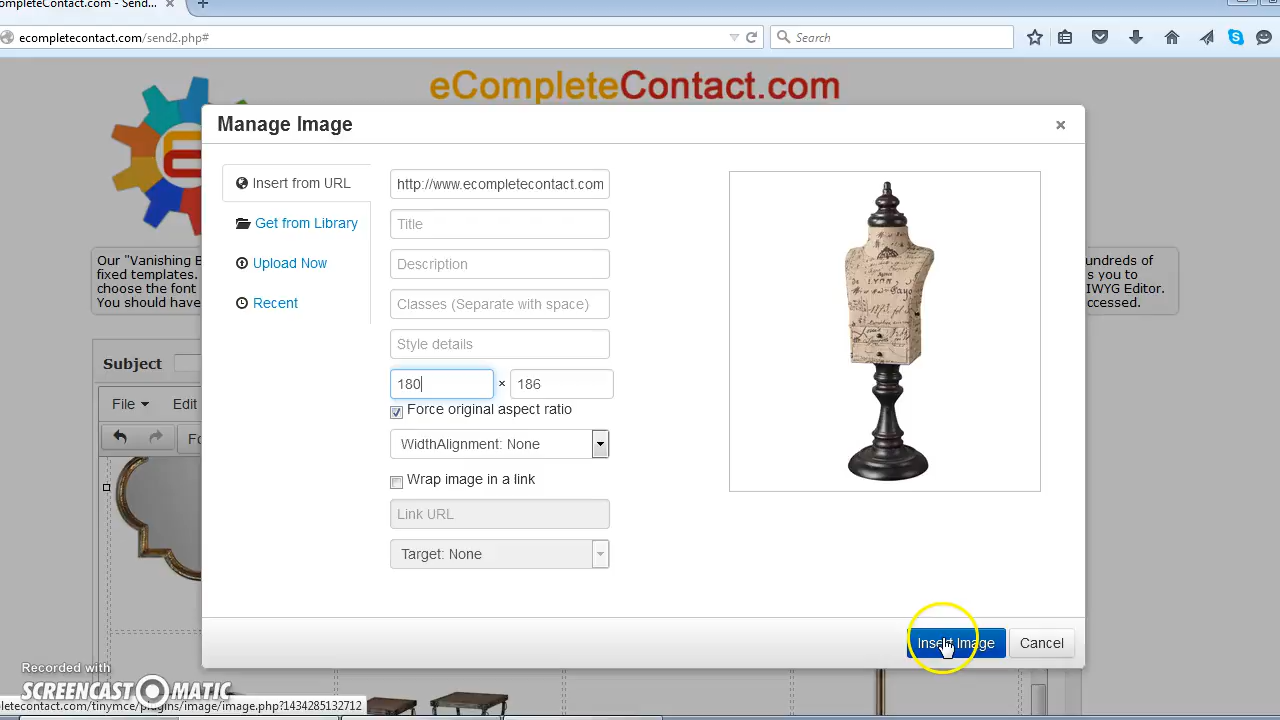 ompleteContact.com - Send...
ecompletecontact.com/send2.php#
Search
eCompleteContact.com
Manage Image
Insert from URL
Get from Library
Upload Now
Recent
http://www.ecompletecontact.com
Title
Description
Classes (Separate with space)
Style details
180 × 186
Force original aspect ratio
WidthAlignment: None
Wrap image in a link
Link URL
Target: None
Insert Image
Cancel
Our "Vanishing B
fixed templates,
choose the font
You should have
undreds of
s you to
IWYG Editor.
ccessed.
Subject
File Edit
Fo
Recorded with
SCREENCAST MATIC
letecontact.com/tinymce/plugins/image/image.php?1434285132712